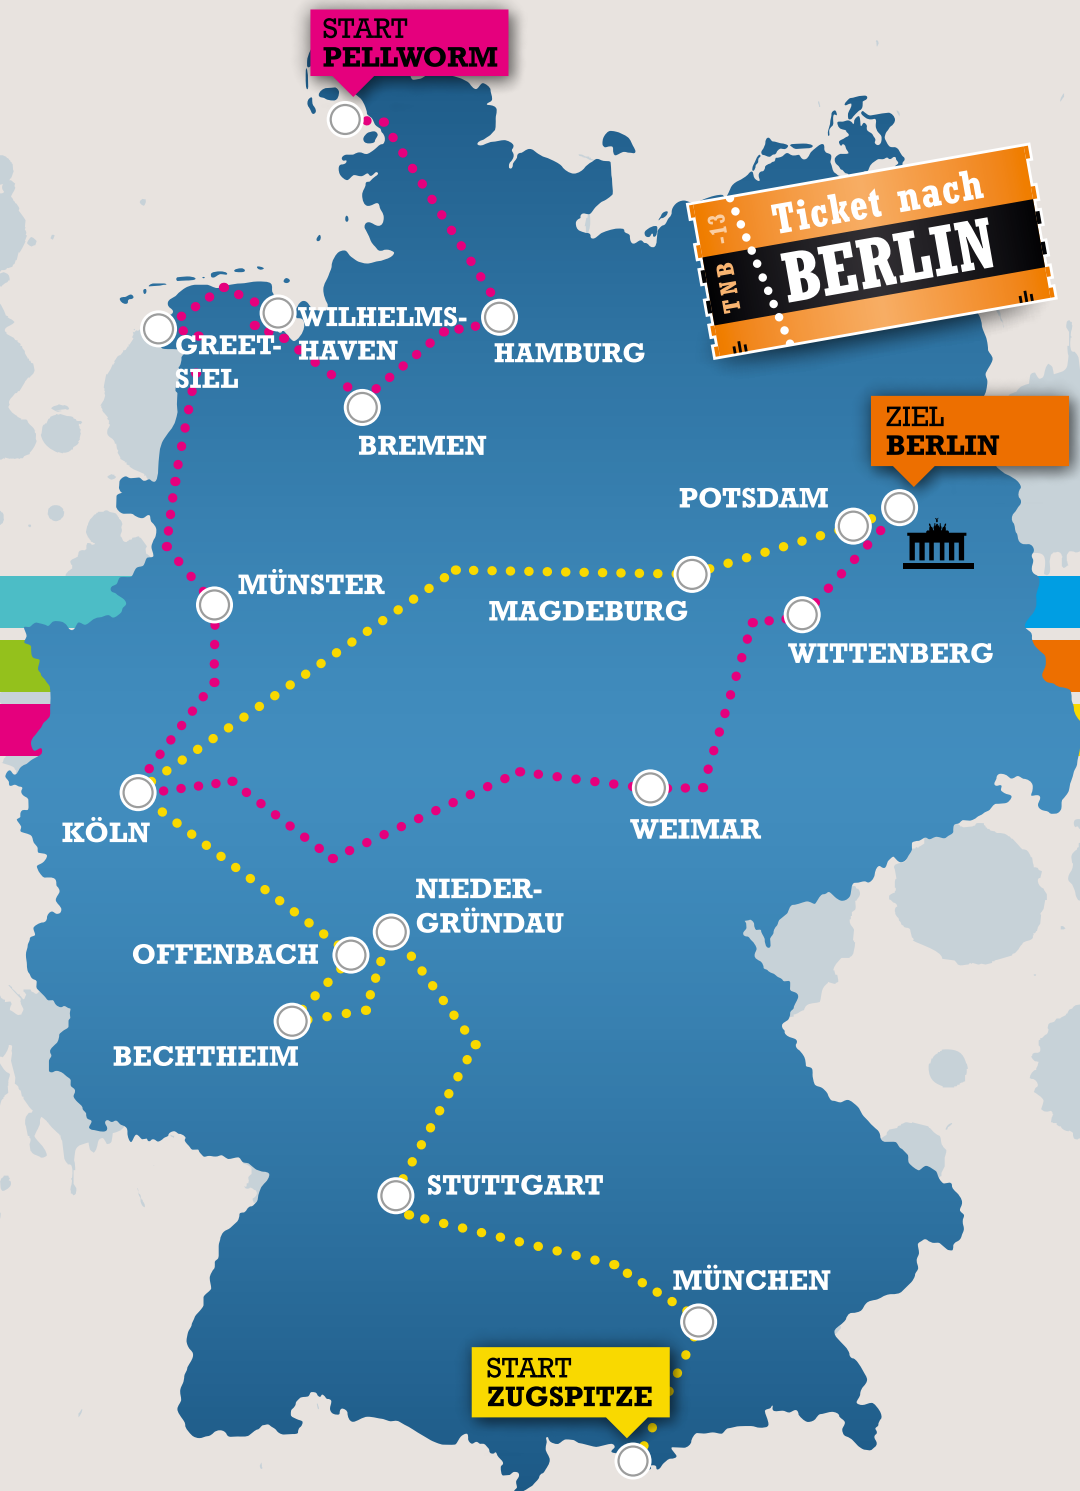 START
PELLWORM
Ticket nach
BERLIN
TNB -13
WILHELMS-
HAVEN
GREET-
SIEL
HAMBURG
BREMEN
ZIEL
BERLIN
POTSDAM
MÜNSTER
MAGDEBURG
WITTENBERG
KÖLN
WEIMAR
NIEDER-
GRÜNDAU
OFFENBACH
BECHTHEIM
STUTTGART
MÜNCHEN
START
ZUGSPITZE